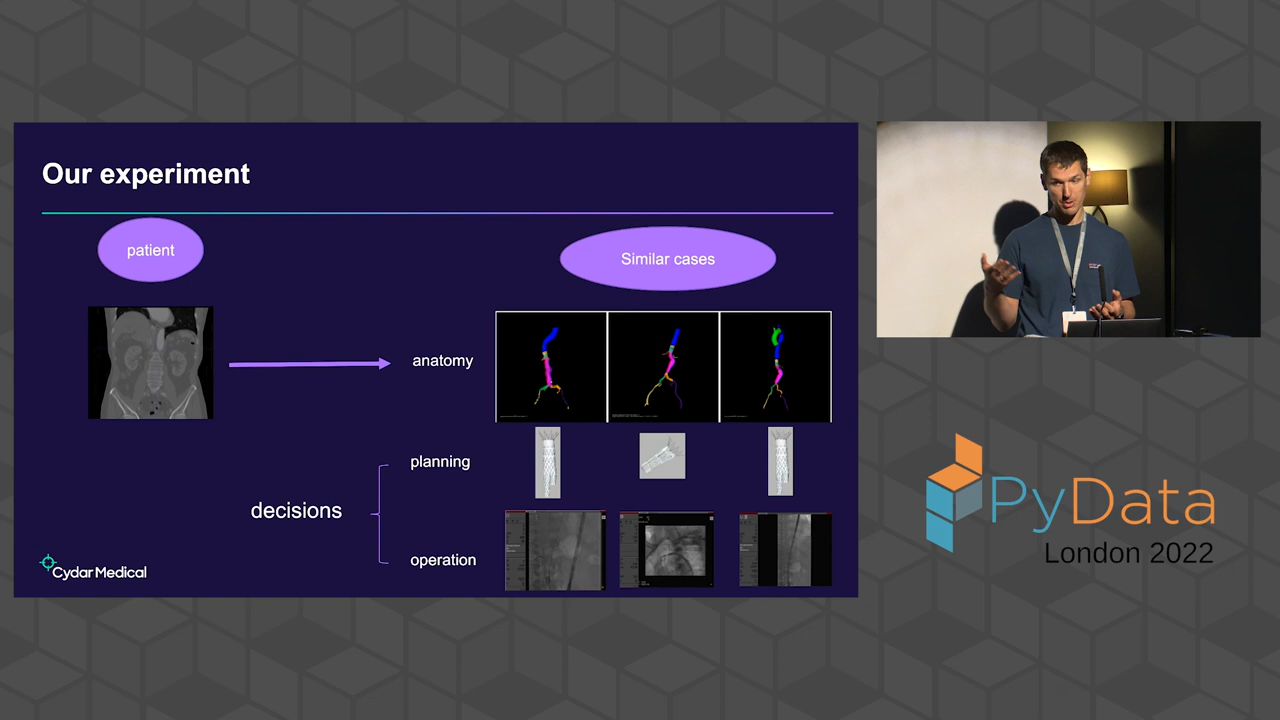 Our experiment
patient
Similar cases
anatomy
planning
decisions
operation
Cydar Medical
PyData
London 2022